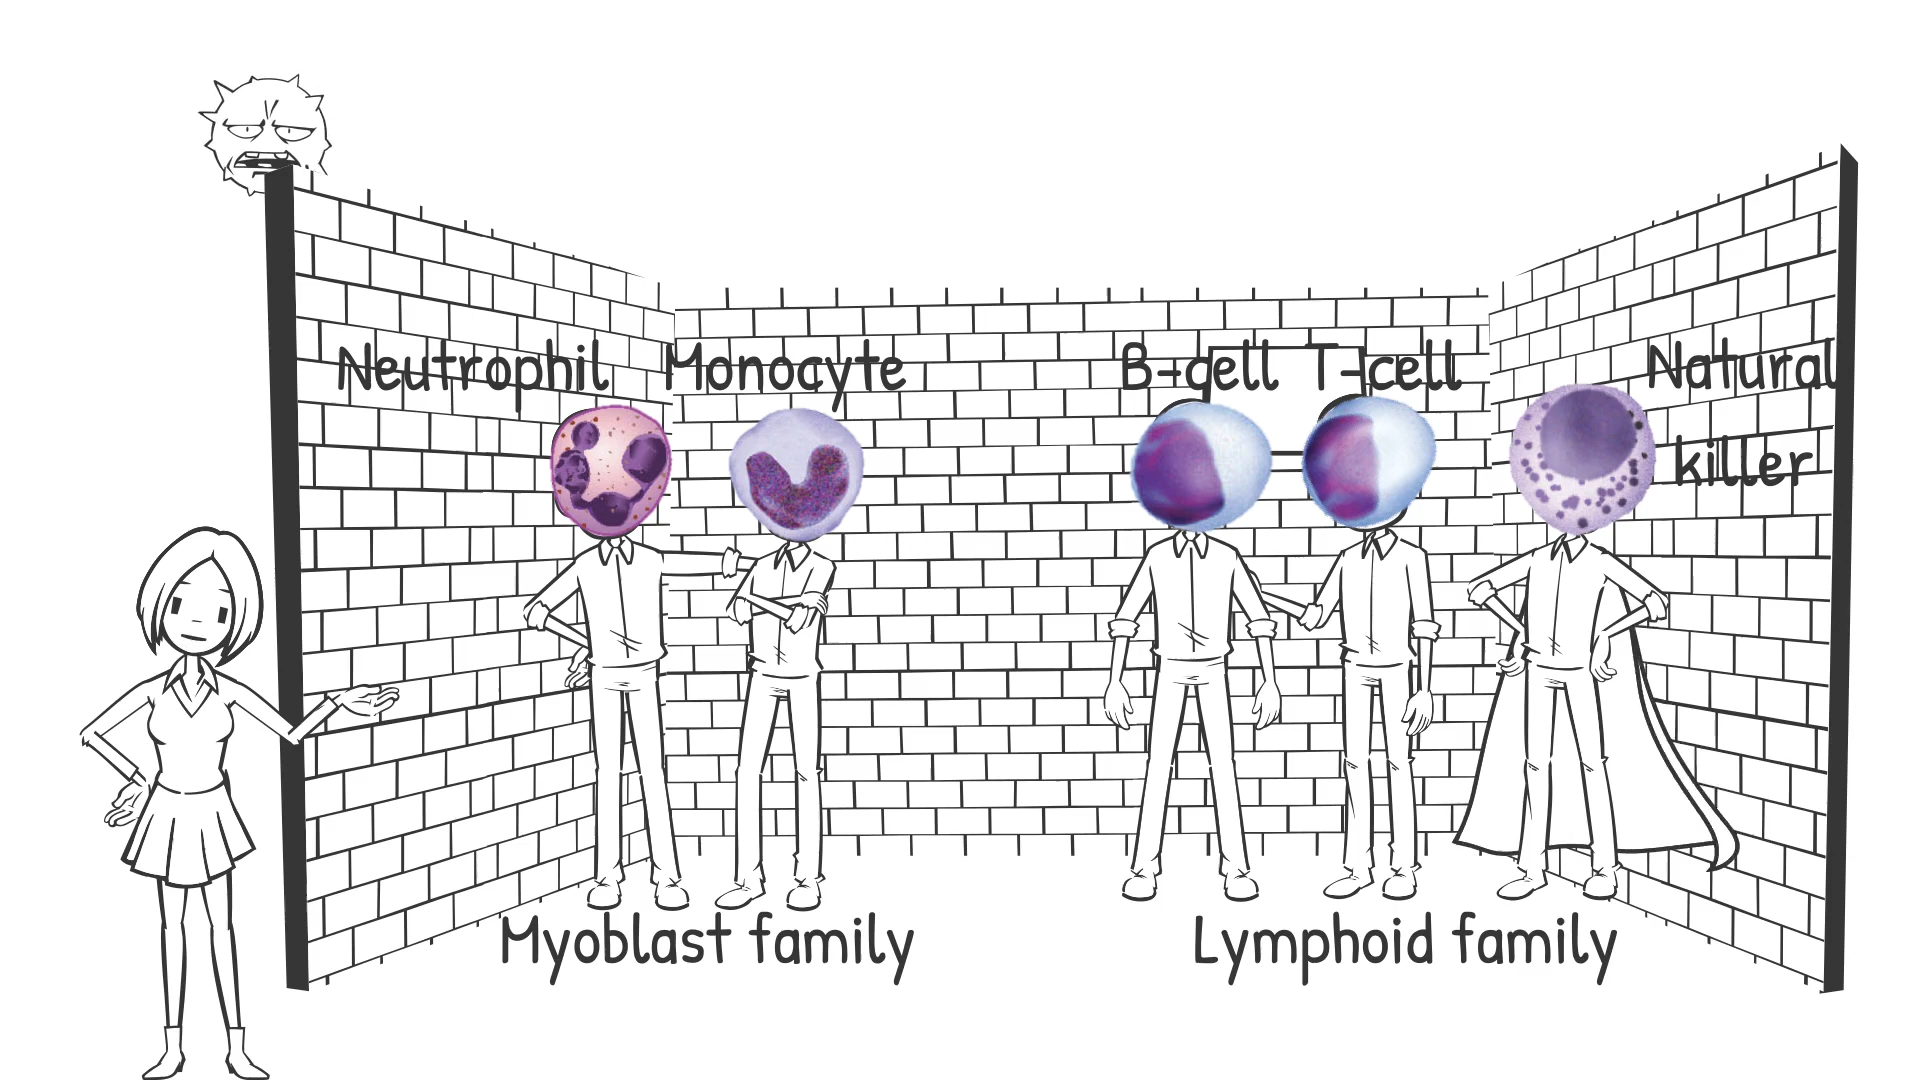 Neutrophil
Monocyte
B-cell
T-cell
Natural
killer
Myoblast family
Lymphoid family